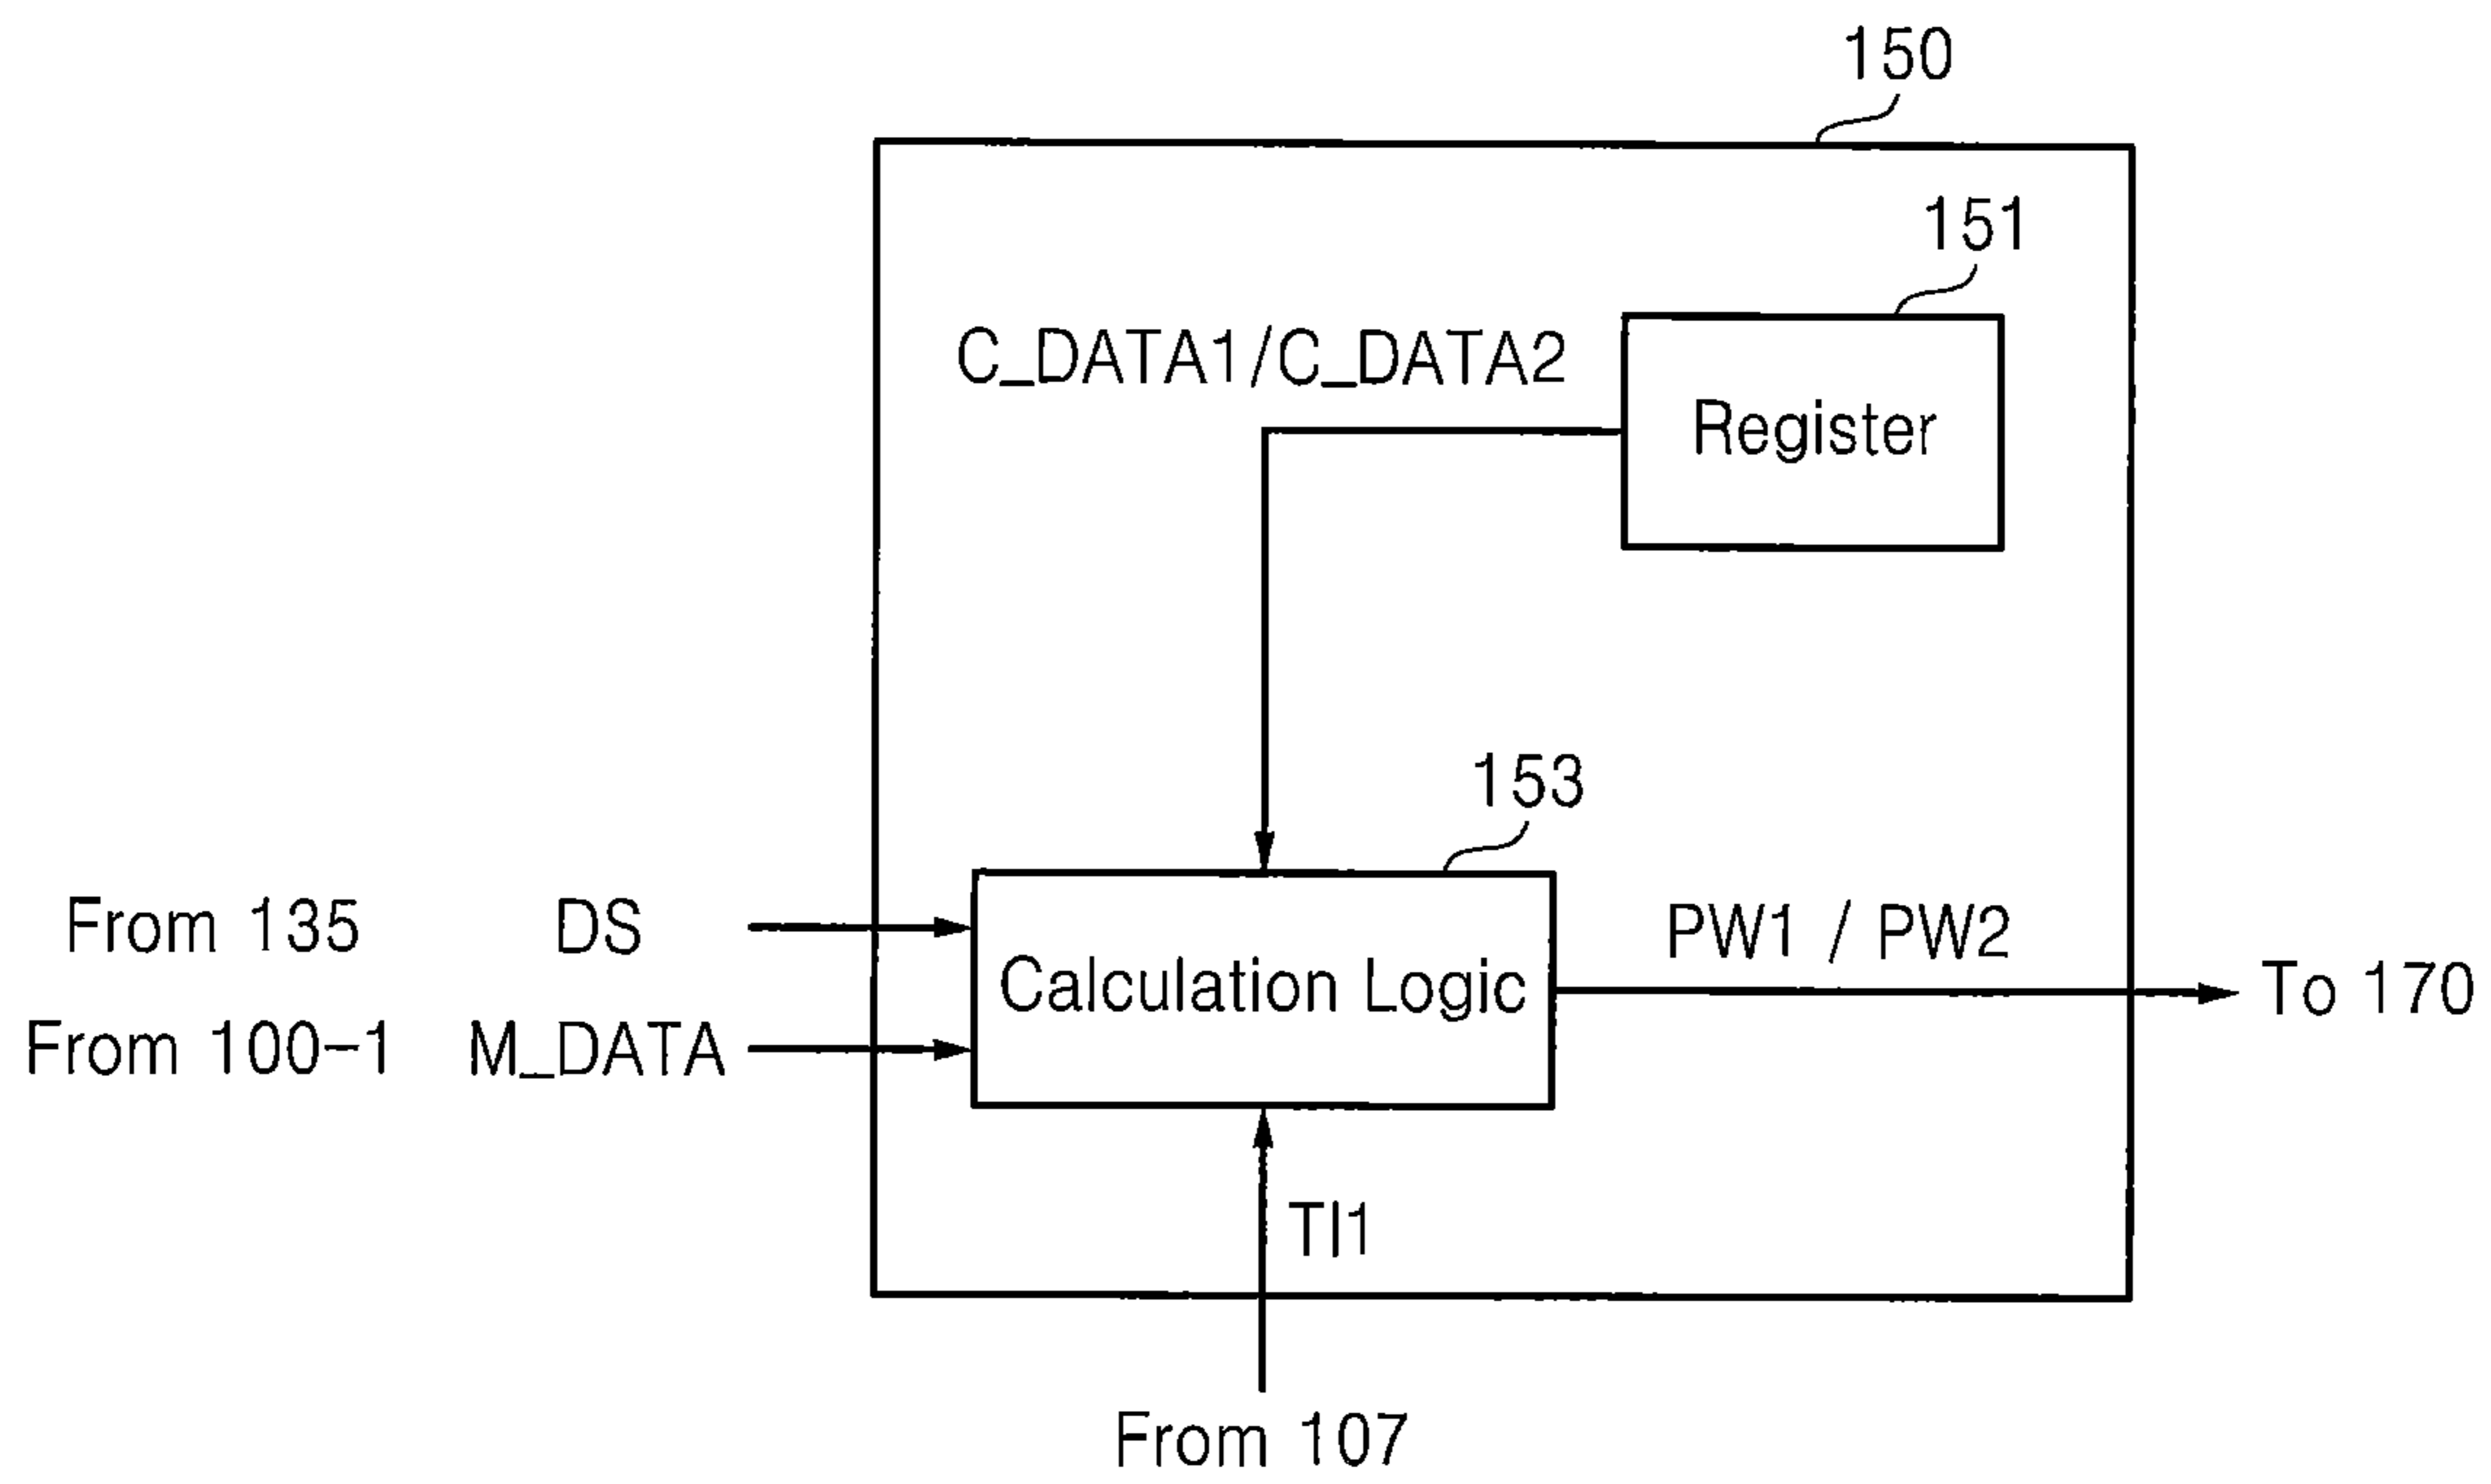 150
151
C_DATA1/C_DATA2
Register
153
From 135 DS
PW1 / PW2
Calculation Logic
To 170
From 100-1 M_DATA
TI1
From 107